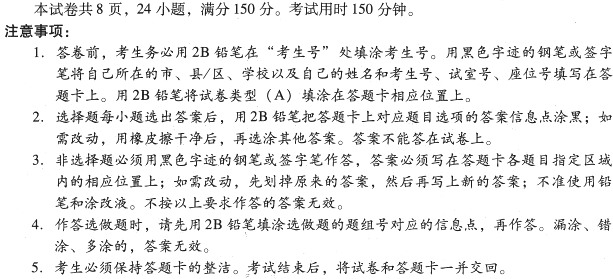 本试卷共 8 页，24 小题，满分 150 分。考试用时 150 分钟。
注意事项：
1. 答卷前，考生务必用 2B 铅笔在“考生号”处填涂考生号。用黑色字迹的钢笔或签字
笔将自己所在的市、县/区、学校以及自己的姓名和考生号、试室号、座位号填写在答
题卡上。用 2B 铅笔将试卷类型（A）填涂在答题卡相应位置上。
2. 选择题每小题选出答案后，用 2B 铅笔把答题卡上对应题目选项的答案信息点涂黑；如
需改动，用橡皮擦干净后，再选涂其他答案。答案不能答在试卷上。
3. 非选择题必须用黑色字迹的钢笔或签字笔作答，答案必须写在答题卡各题目指定区域
内的相应位置上；如需改动，先划掉原来的答案，然后再写上新的答案；不准使用铅
笔和涂改液。不按以上要求作答的答案无效。
4. 作答选做题时，请先用 2B 铅笔填涂选做题的题组号对应的信息点，再作答。漏涂、错
涂、多涂的，答案无效。
5. 考生必须保持答题卡的整洁。考试结束后，将试卷和答题卡一并交回。